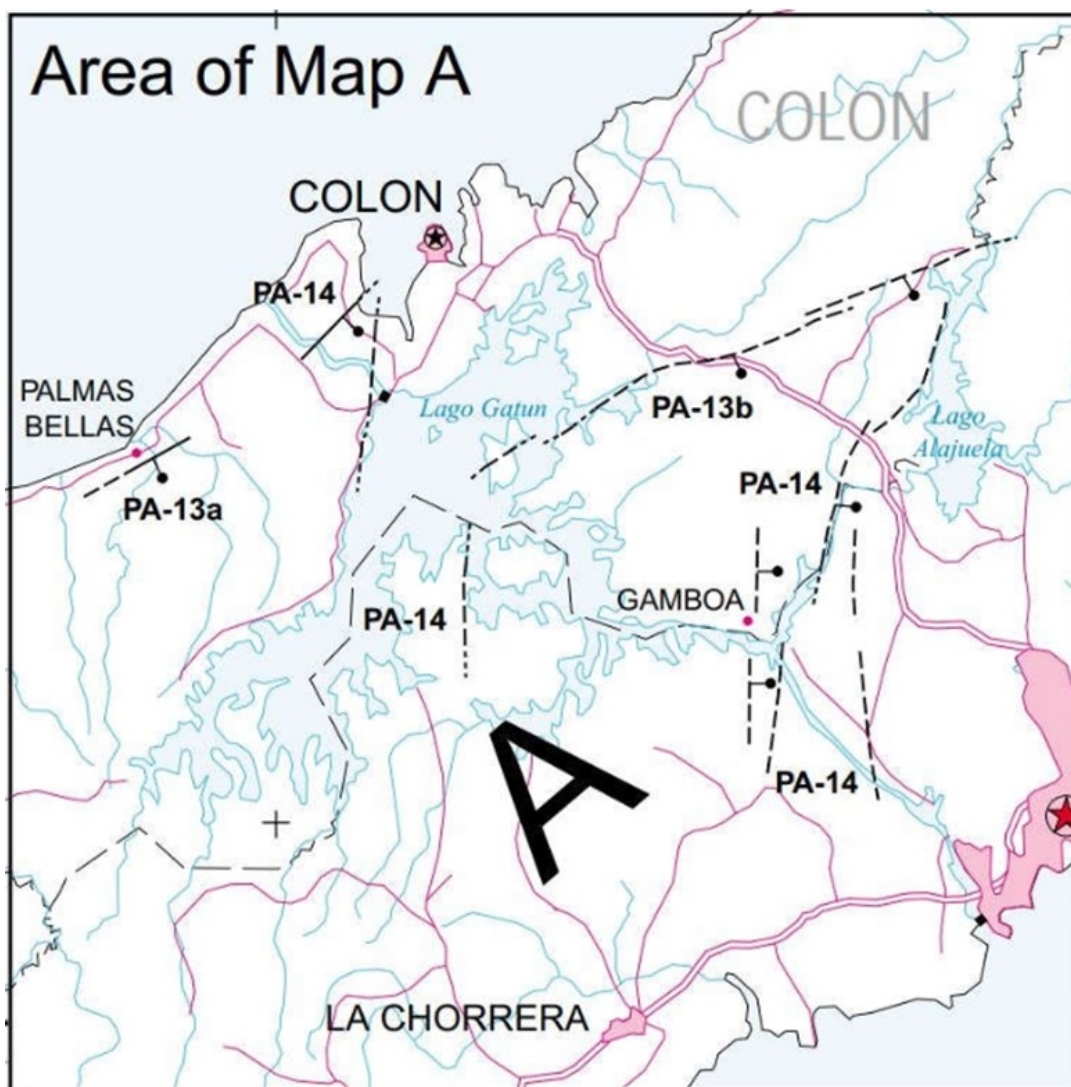 Area of Map A
COLON
COLON
PA-14
PALMAS
BELLAS
Lago Gatun
PA-13b
Lago
Alajuela
PA-13a
PA-14
GAMBOA
PA-14
A
PA-14
LA CHORRERA